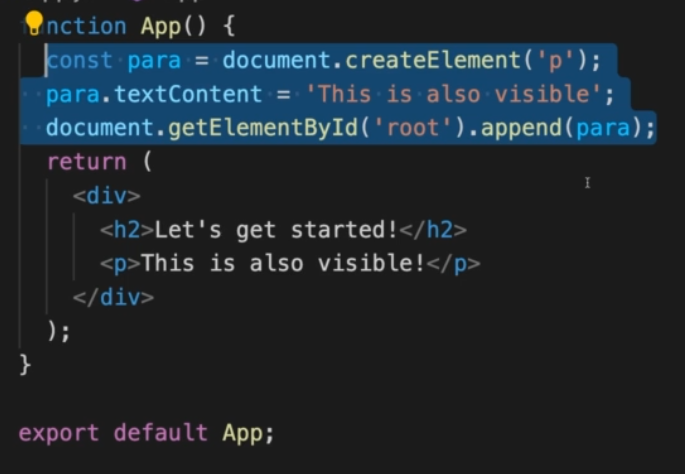 nction App() {
const para = document.createElement('p');
para.textContent = 'This is also visible';
document.getElementById('root').append(para);
return (
<div>
<h2>Let's get started!</h2>
<p>This is also visible!</p>
</div>
);
}
export default App;